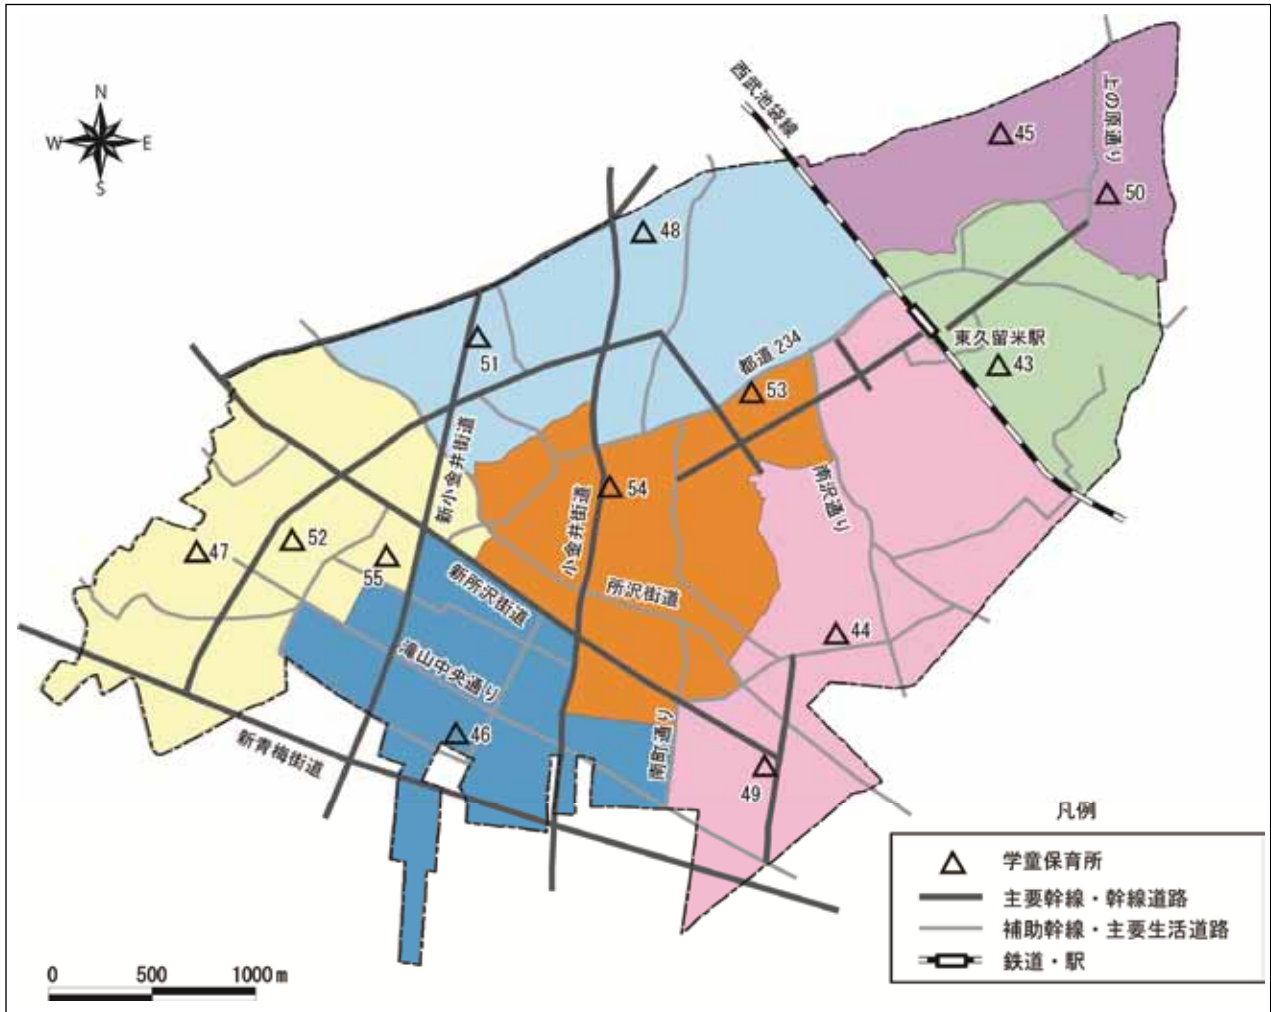 N
W
E
S
西武池袋線
上の原通り
45
50
48
51
都道 234
53
東久留米駅
43
新小金井街道
小金井街道
54
南沢通り
47
52
55
新所沢街道
所沢街道
44
滝山中央通り
46
南町通り
49
新青梅街道
凡例
学童保育所
主要幹線・幹線道路
補助幹線・主要生活道路
鉄道・駅
0 500 1000m